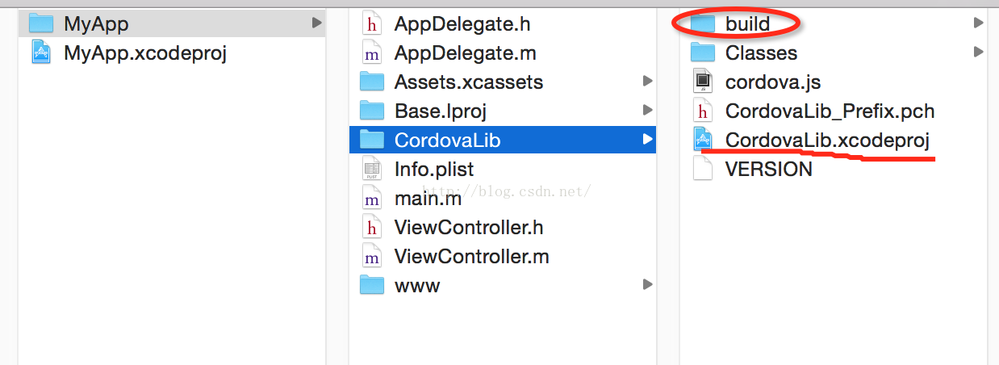 MyApp
MyApp.xcodeproj
AppDelegate.h
AppDelegate.m
Assets.xcassets
Base.lproj
CordovaLib
Info.plist
http://blog.csdn.net/
main.m
ViewController.h
ViewController.m
www
build
Classes
cordova.js
CordovaLib_Prefix.pch
CordovaLib.xcodeproj
VERSION